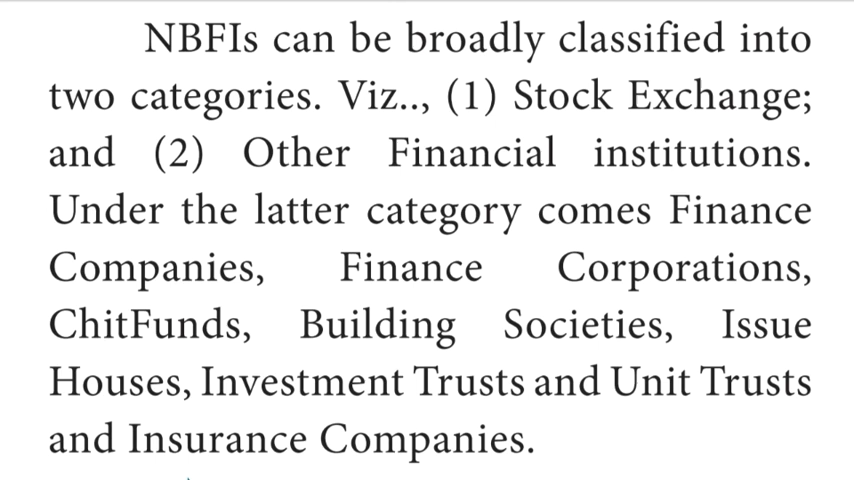 NBFIs can be broadly classified into
two categories. Viz.., (1) Stock Exchange;
and (2) Other Financial institutions.
Under the latter category comes Finance
Companies, Finance Corporations,
ChitFunds, Building Societies, Issue
Houses, Investment Trusts and Unit Trusts
and Insurance Companies.